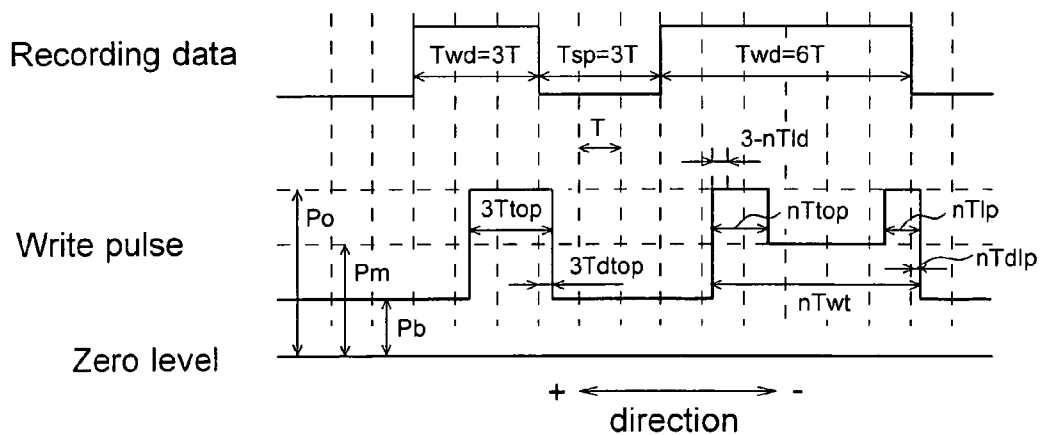 Recording data
Twd=3T
Tsp=3T
Twd=6T
T
3-nTld
Po
3Ttop
nTtop
nTlp
Write pulse
Pm
3Tdtop
nTdlp
Pb
nTwt
Zero level
+ -
direction